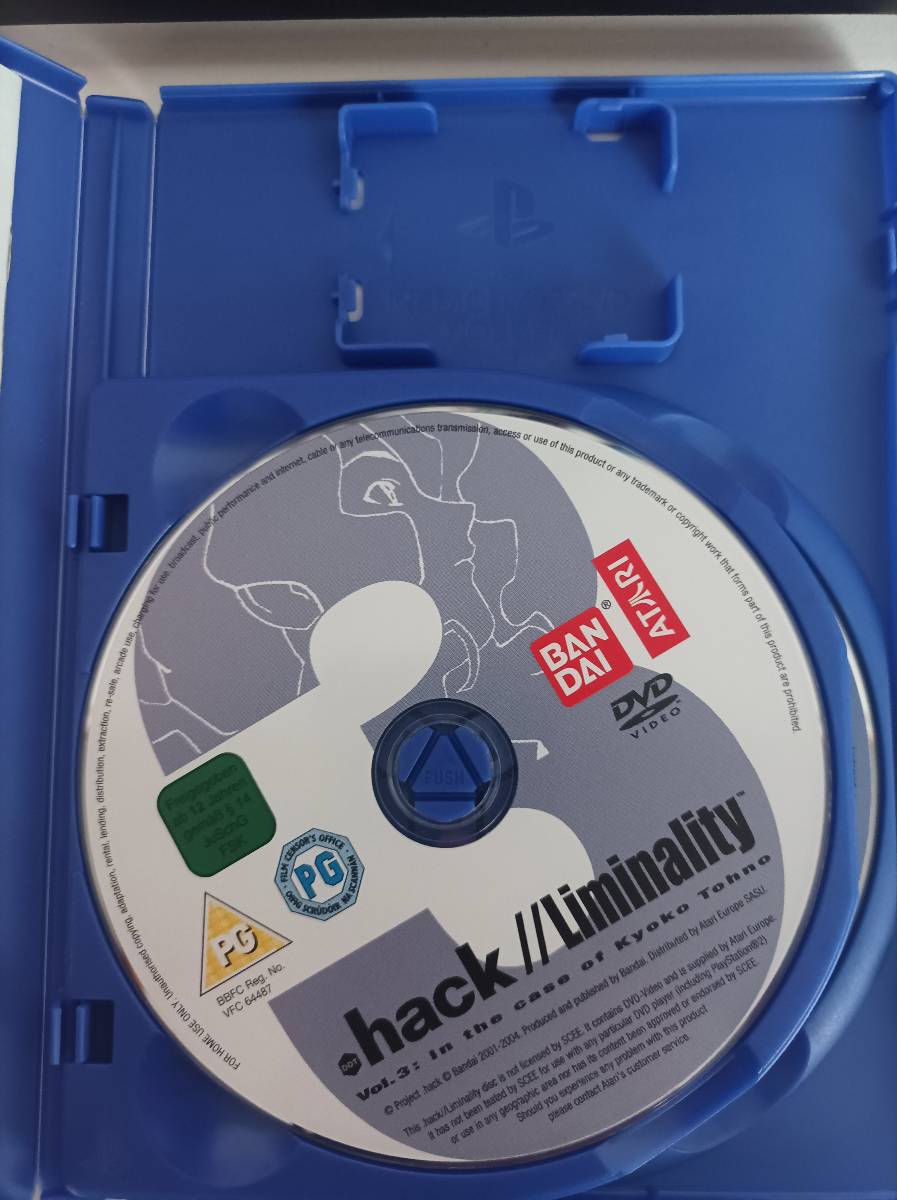 FOR HOME USE ONLY. Unauthorised copying, adaptation, rental, lending, distribution, extraction, re-sale, arcade use, charging for use, broadcast, public performance and internet, cable or any telecommunications transmission, access or use of this product or any trademark or copyright work that forms part of this product are prohibited.
ATARI
BAN
DAI®
DVD
VIDEO™
PUSH
Freigegeben
ab 12 Jahren
gemäß § 14
JuSchG
FSK
FILM CENSOR'S OFFICE
PG
OIFIG SCRÚDÓIR NA SCANNÁN
PG
BBFC Reg. No.
VFC 64487
DOT
.hack//Liminality™
Vol.3: In the case of Kyoko Tohno
© Project .hack © Bandai 2001-2004. Produced and published by Bandai. Distributed by Atari Europe SASU.
This .hack//Liminality disc is not licensed by SCEE. It contains DVD-Video and is supplied by Atari Europe.
It has not been tested by SCEE for use with any particular DVD player (including PlayStation®2)
or use in any geographic area nor has its content been approved or endorsed by SCEE.
Should you experience any problem with this product
please contact Atari's customer service.